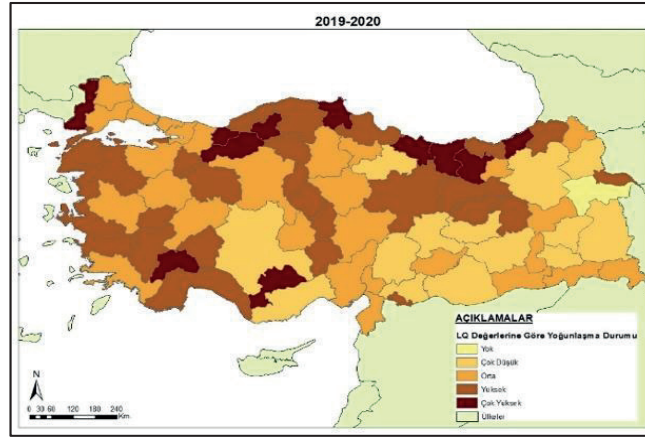 2019-2020
AÇIKLAMALAR
LQ Değerlerine Göre Yoğunlaşma Durumu
Yok
Çok Düşük
Orta
Yüksek
Çok Yüksek
Ülkeler
N
0 30 60 120 180 240
Km.